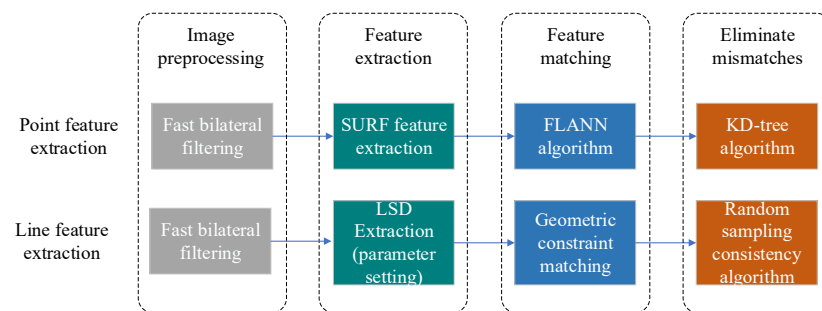 Image
preprocessing
Feature
extraction
Feature
matching
Eliminate
mismatches
Point feature
extraction
Fast bilateral
filtering
SURF feature
extraction
FLANN
algorithm
KD-tree
algorithm
Line feature
extraction
Fast bilateral
filtering
LSD
Extraction
(parameter
setting)
Geometric
constraint
matching
Random
sampling
consistency
algorithm